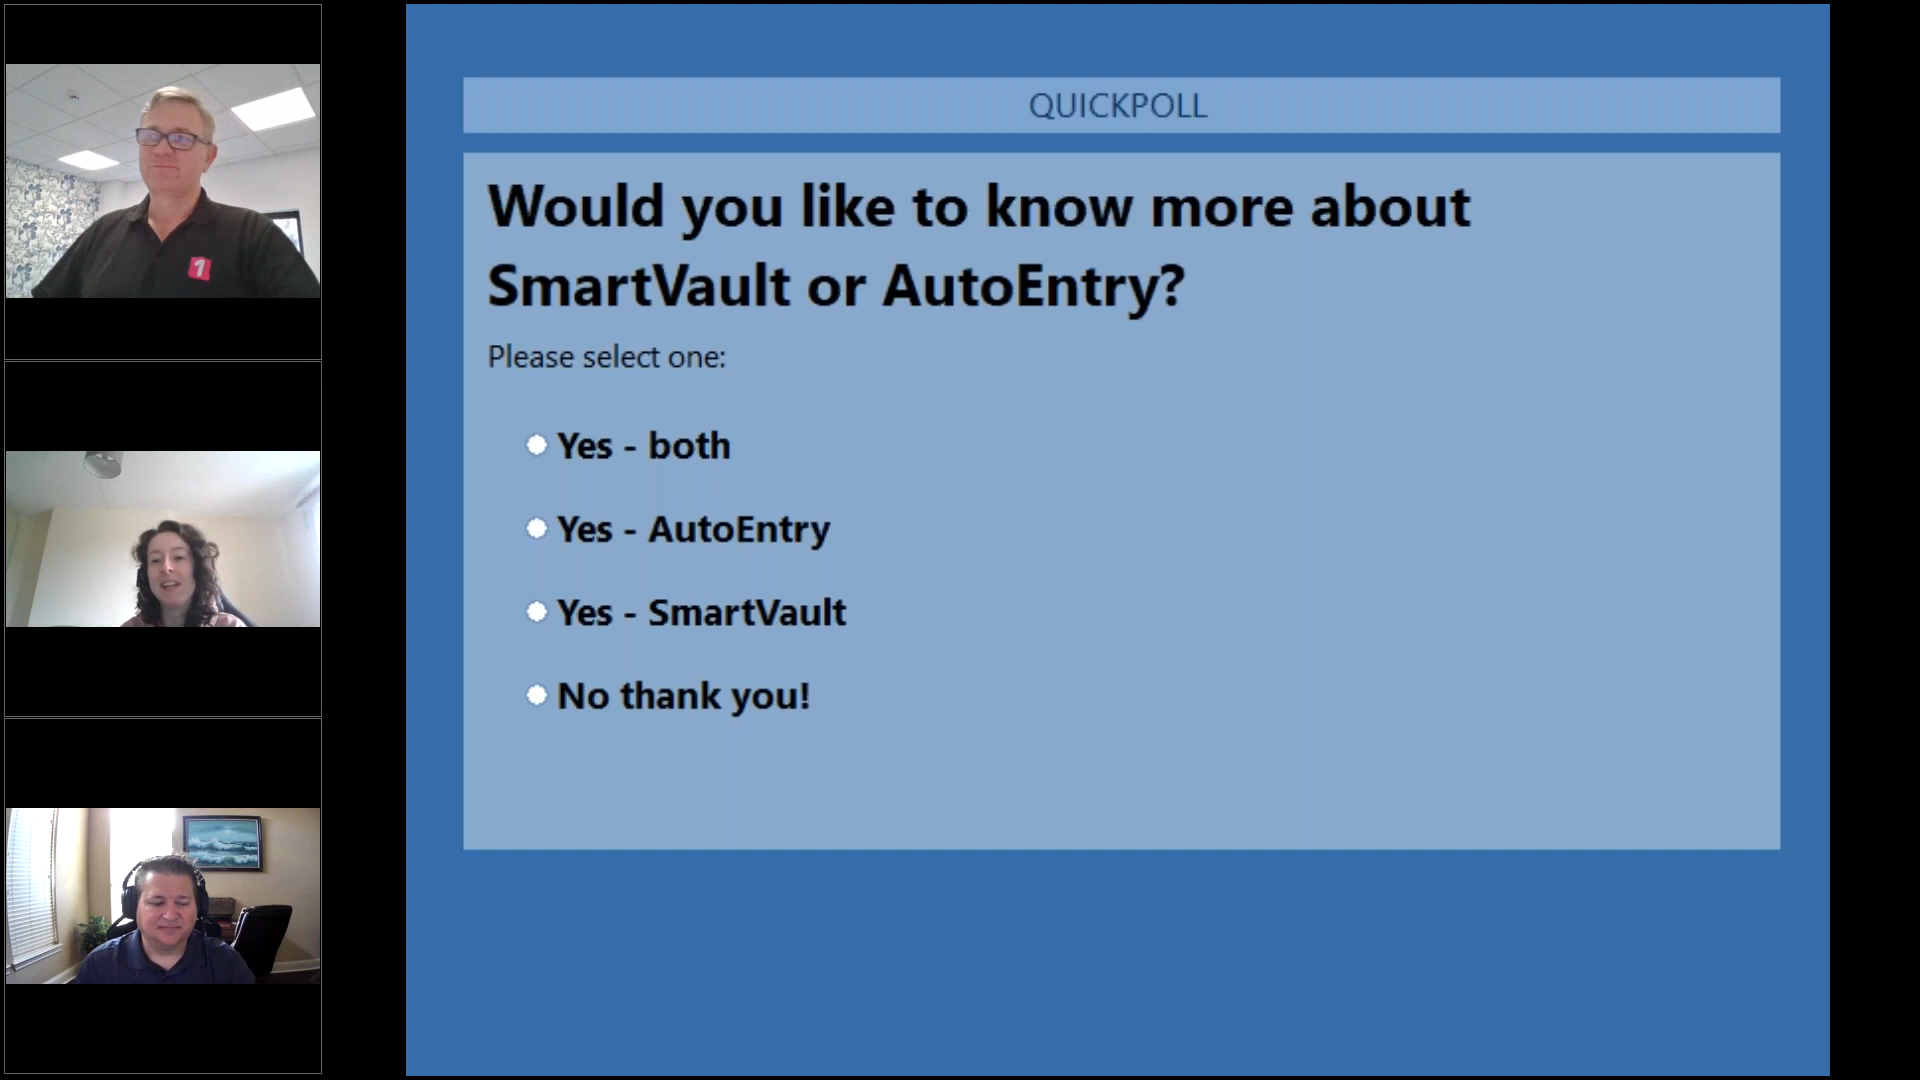 1
QUICKPOLL
Would you like to know more about
SmartVault or AutoEntry?
Please select one:
Yes - both
Yes - AutoEntry
Yes - SmartVault
No thank you!